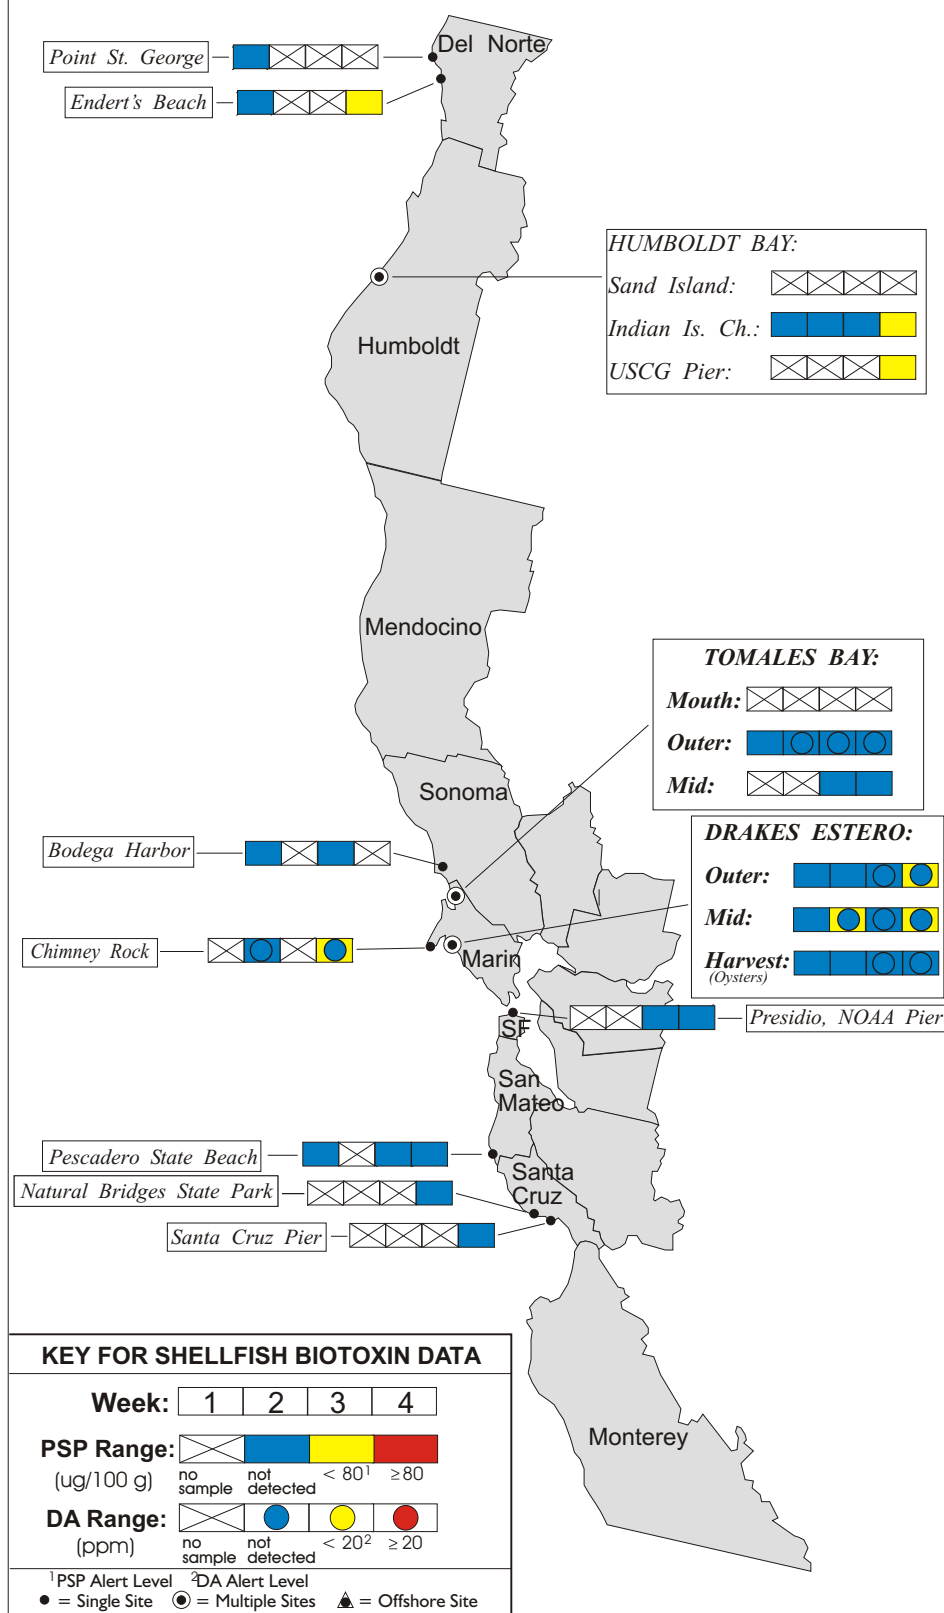 Del Norte
Point St. George
Endert's Beach
HUMBOLDT BAY:
Sand Island:
Indian Is. Ch.:
USCG Pier:
Humboldt
Mendocino
TOMALES BAY:
Mouth:
Outer:
Mid:
Sonoma
DRAKES ESTERO:
Outer:
Mid:
Harvest:
(Oysters)
Bodega Harbor
Chimney Rock
Marin
Presidio, NOAA Pier
SF
San
Mateo
Pescadero State Beach
Santa
Cruz
Natural Bridges State Park
Santa Cruz Pier
Monterey
KEY FOR SHELLFISH BIOTOXIN DATA
Week: 1 2 3 4
PSP Range:
(ug/100 g)
no sample not detected < 80¹ ≥80
DA Range:
(ppm)
no sample not detected < 20² ≥ 20
¹PSP Alert Level ²DA Alert Level
= Single Site = Multiple Sites = Offshore Site